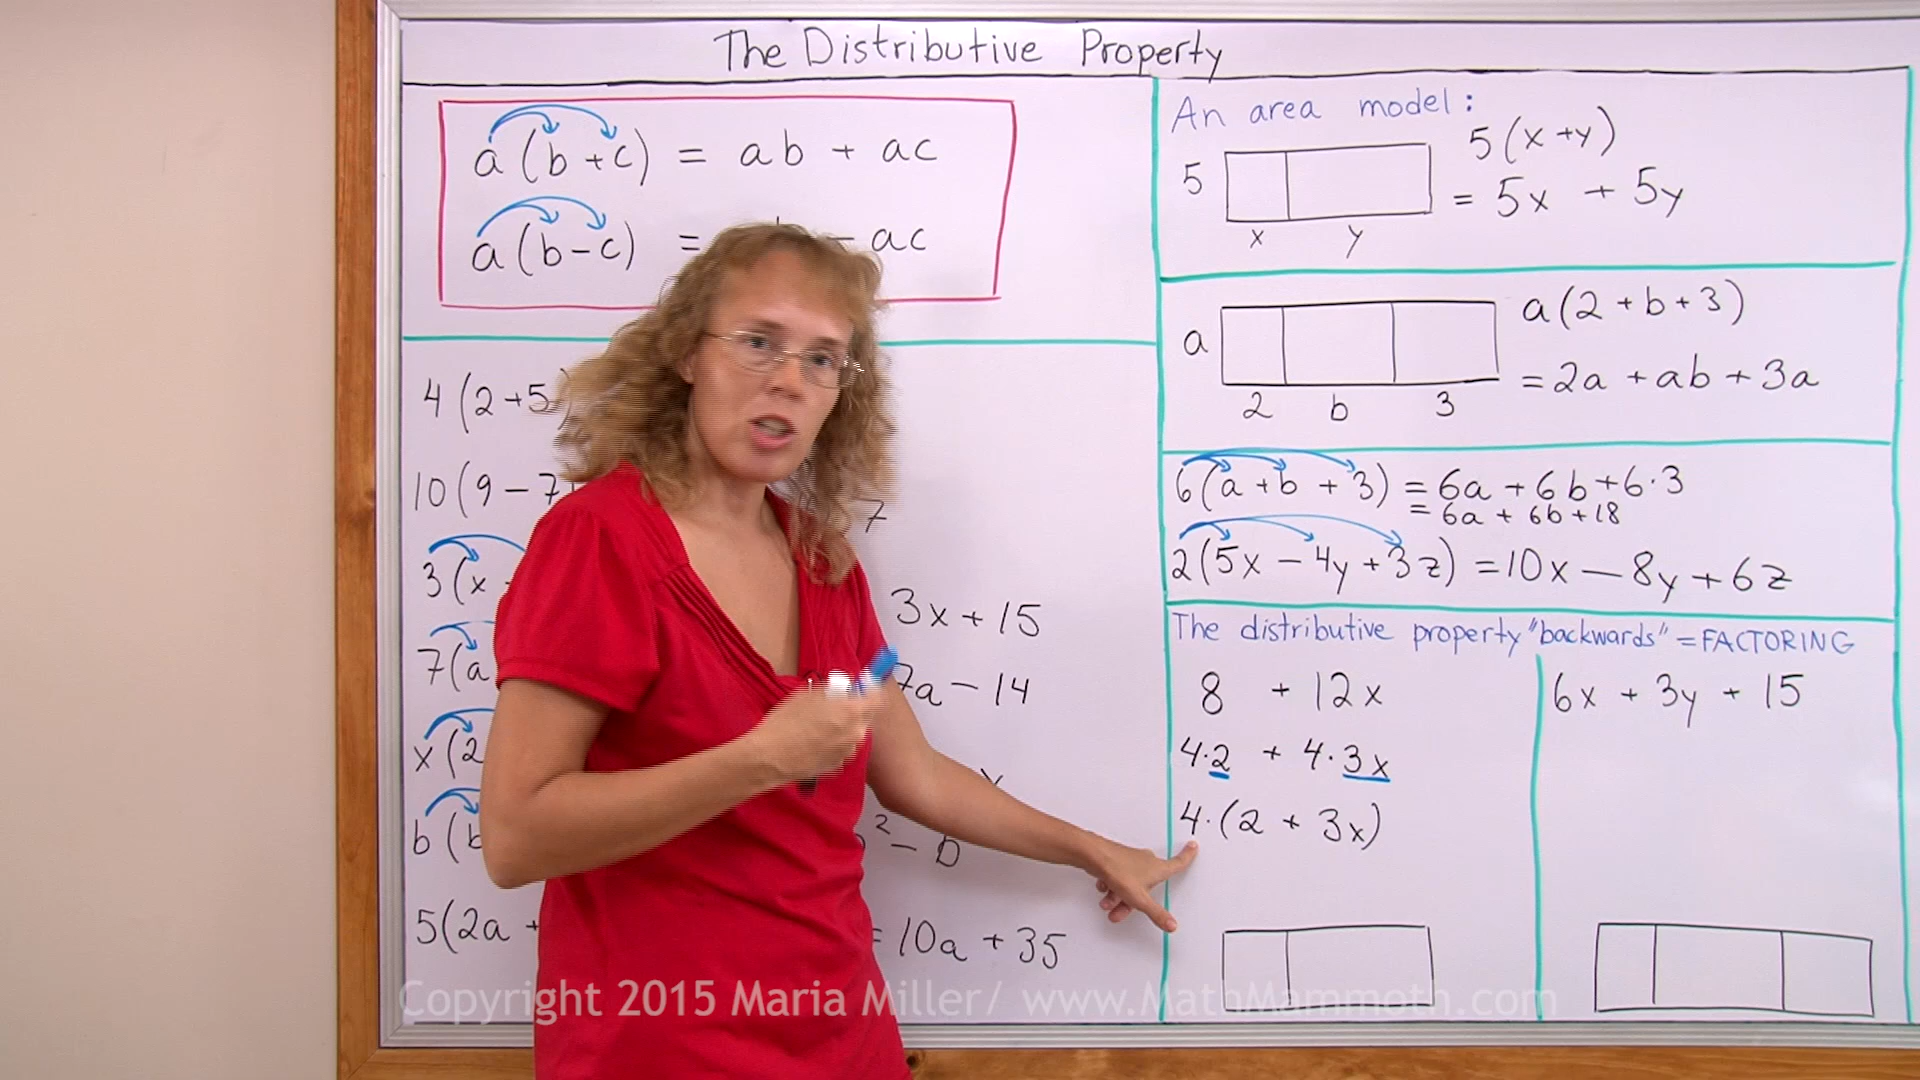 The Distributive Property
a(b+c) = ab + ac
a(b-c) = - ac
4(2+5)
10(9-7
7
3(x
3x + 15
7(a
7a - 14
x(2
b(b
² - b
5(2a +
= 10a + 35
An area model:
5
x y
5(x+y)
= 5x + 5y
a
2 b 3
a(2+b+3)
= 2a + ab + 3a
6(a+b+3) = 6a + 6b + 6·3
= 6a + 6b + 18
2(5x - 4y + 3z) = 10x - 8y + 6z
The distributive property "backwards" = FACTORING
8 + 12x
4·2 + 4·3x
4·(2 + 3x)
6x + 3y + 15
Copyright 2015 Maria Miller/ www.MathMammoth.com